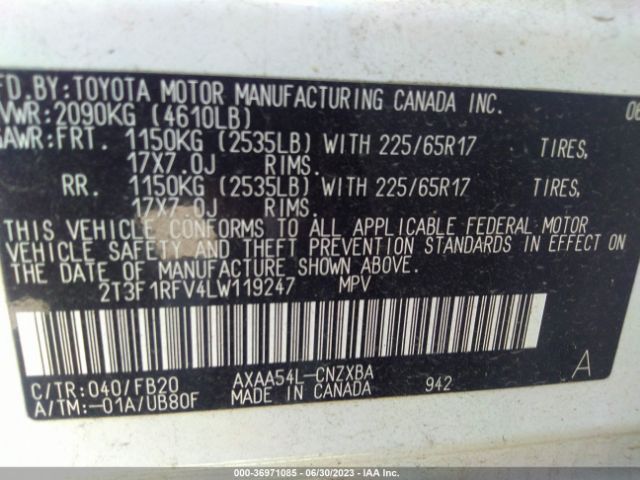 MFD.BY:TOYOTA MOTOR MANUFACTURING CANADA INC. 06
GVWR:2090KG (4610LB)
GAWR:FRT. 1150KG (2535LB) WITH 225/65R17 TIRES,
17X7.0J RIMS.
RR. 1150KG (2535LB) WITH 225/65R17 TIRES,
17X7.0J RIMS.
THIS VEHICLE CONFORMS TO ALL APPLICABLE FEDERAL MOTOR
VEHICLE SAFETY AND THEFT PREVENTION STANDARDS IN EFFECT ON
THE DATE OF MANUFACTURE SHOWN ABOVE.
2T3F1RFV4LW119247 MPV
C/TR:040/FB20 AXAA54L-CNZXBA A
A/TM:-01A/UB80F MADE IN CANADA 942
000-36971085 - 06/30/2023 - IAA Inc.